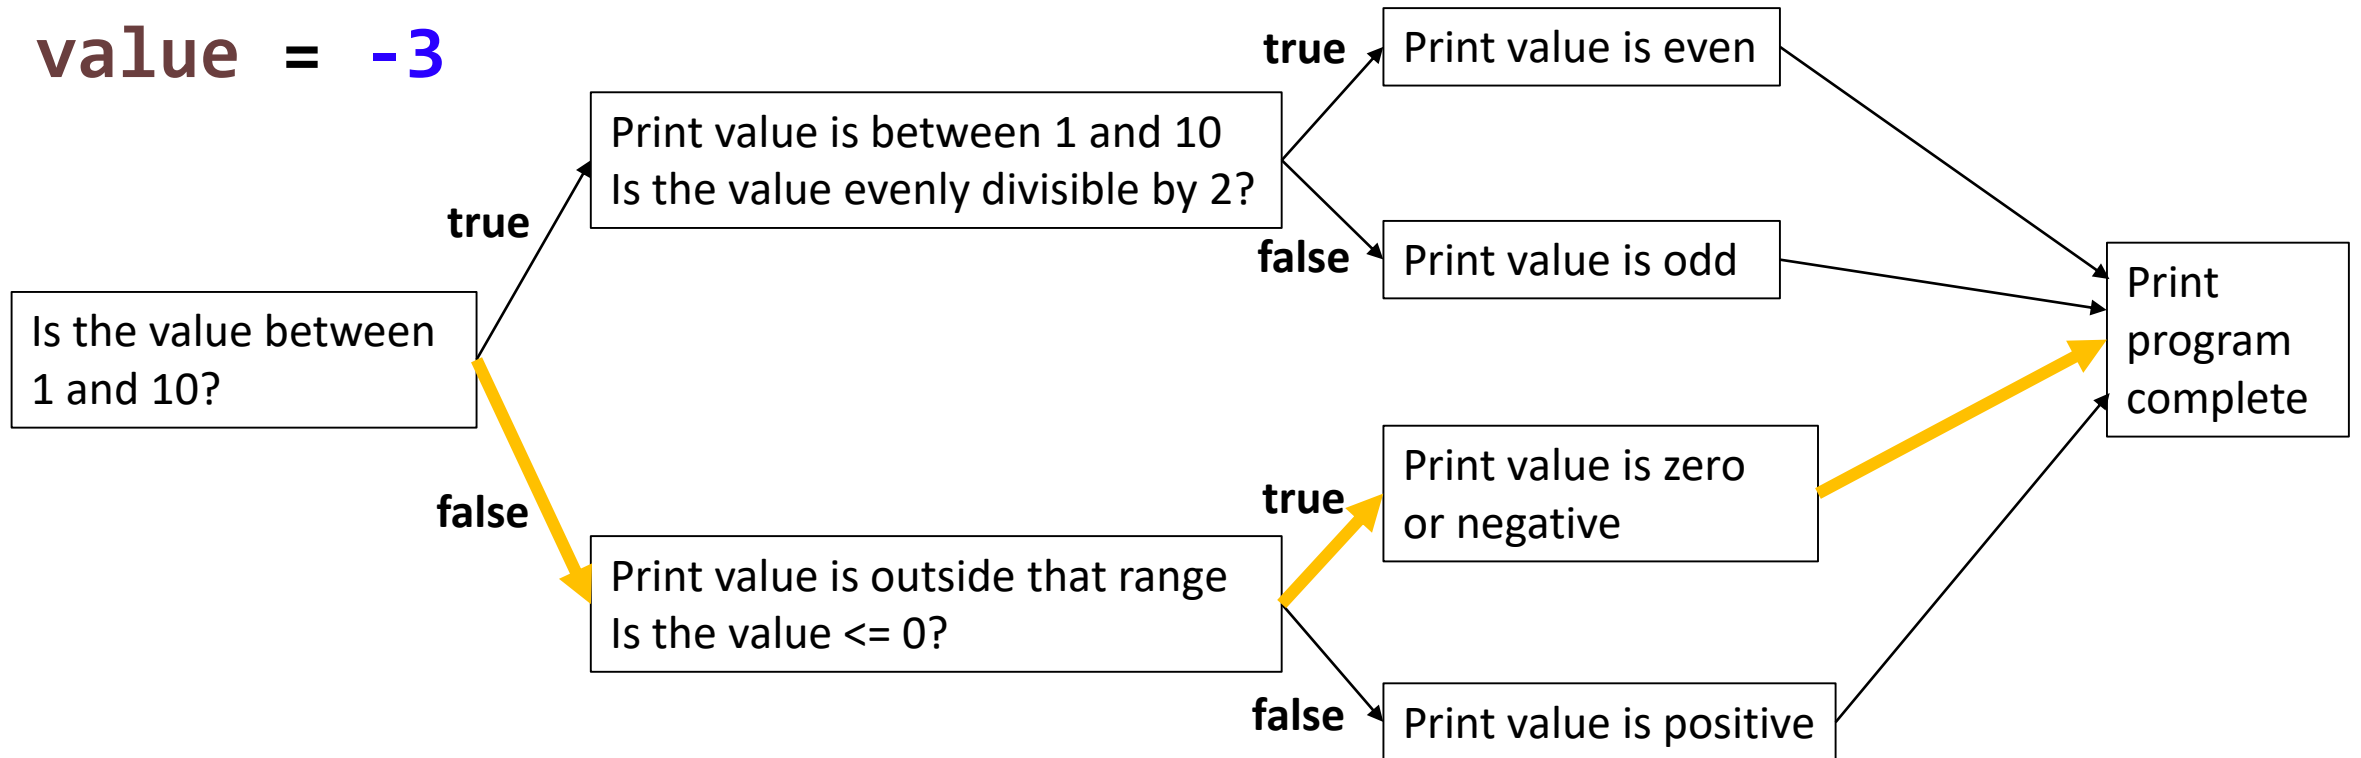 value = -3
Is the value between
1 and 10?
true
false
Print value is between 1 and 10
Is the value evenly divisible by 2?
true
false
Print value is even
Print value is odd
Print value is outside that range
Is the value <= 0?
true
false
Print value is zero
or negative
Print value is positive
Print
program
complete